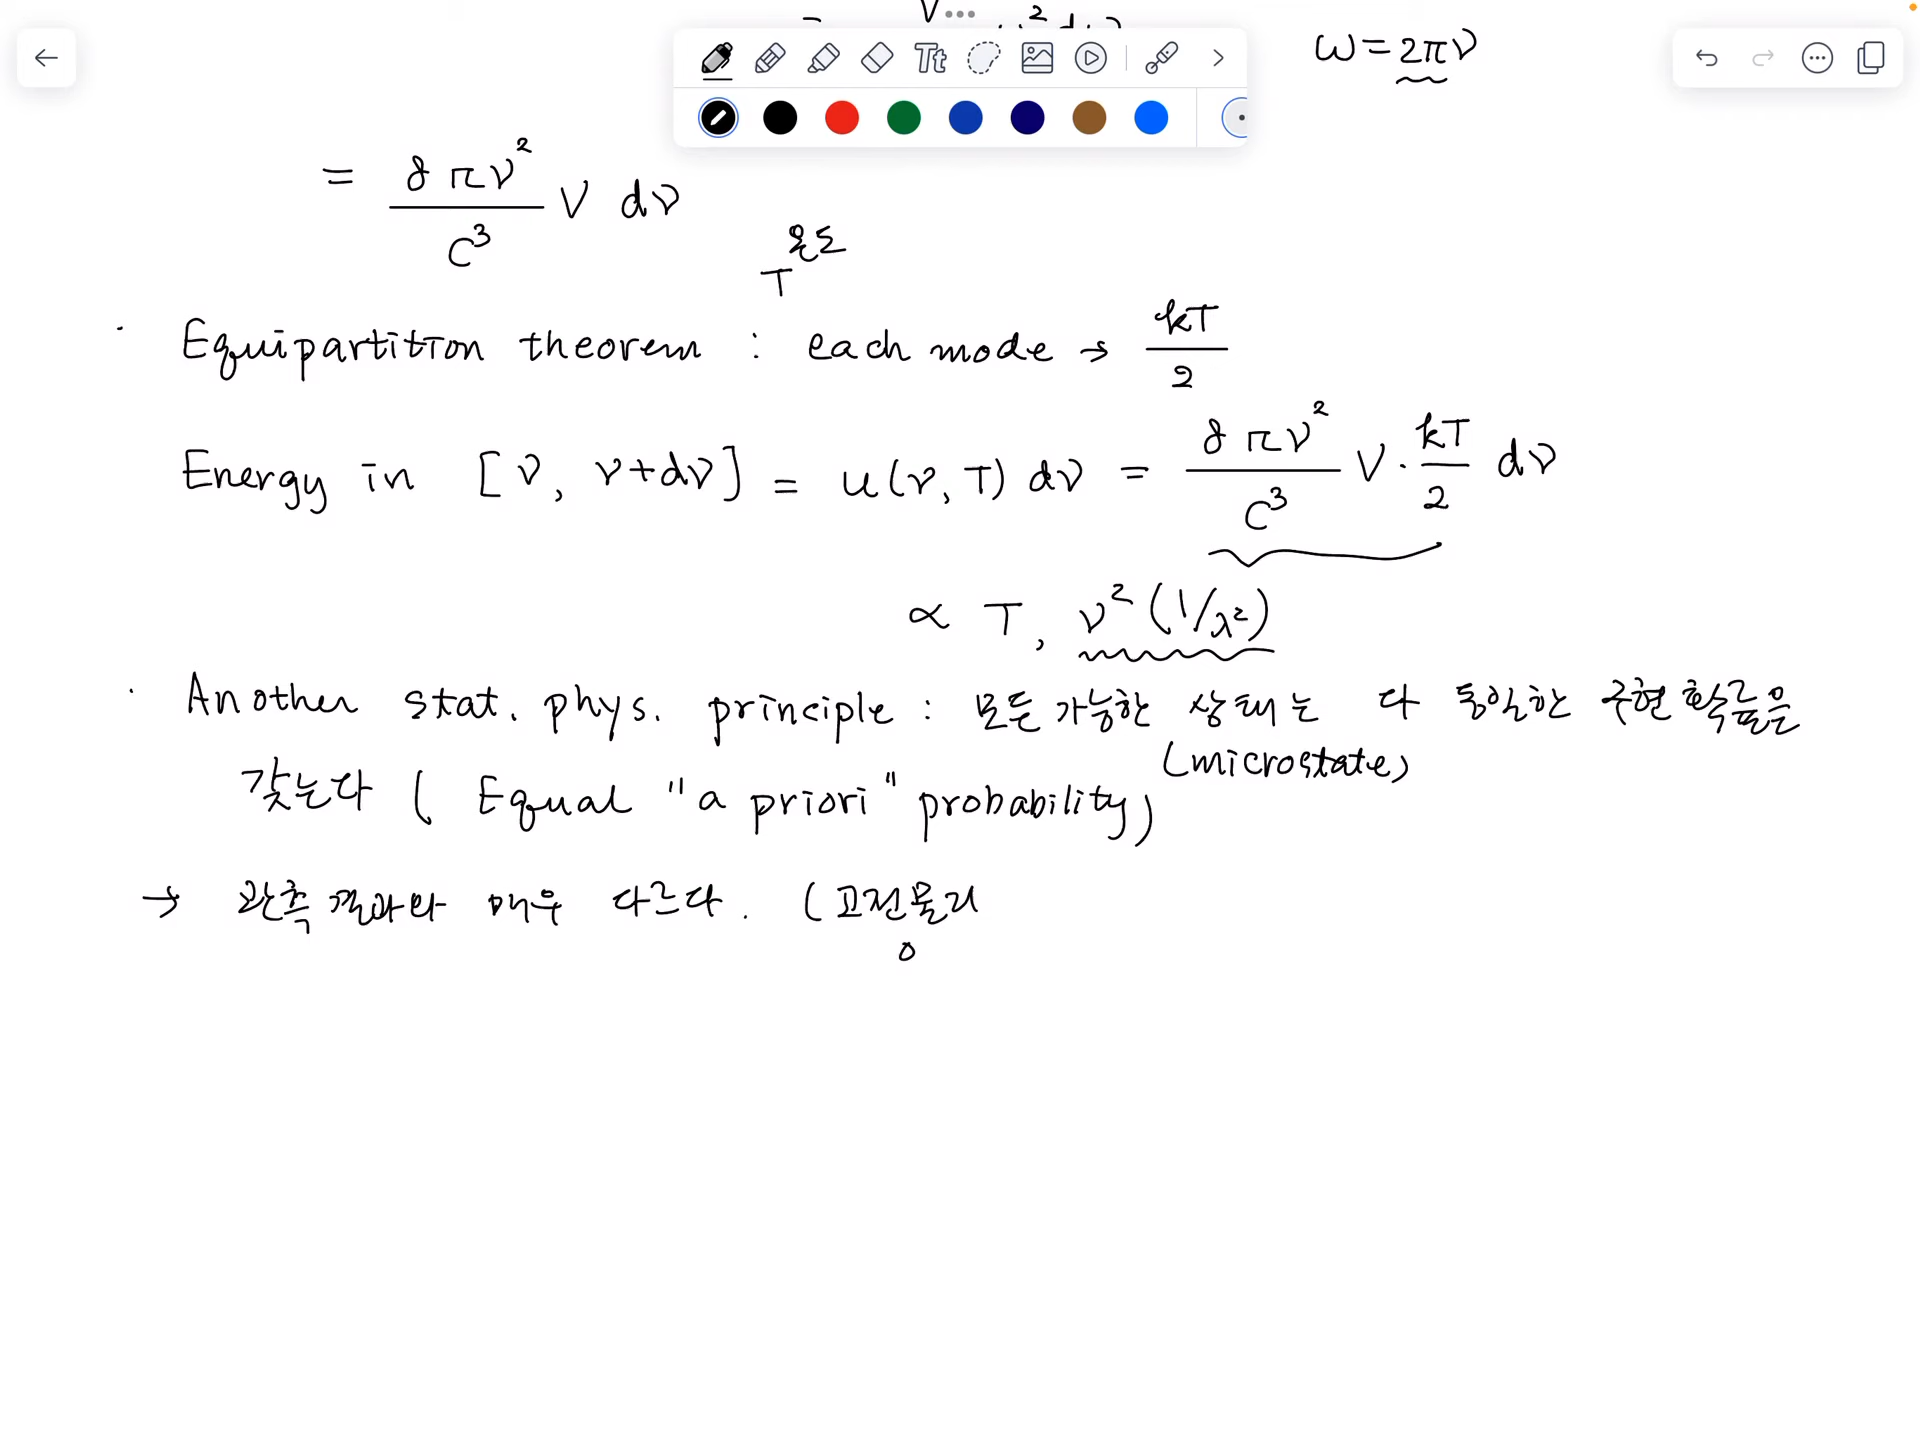 ω = 2πν
= 8πν² / c³ V dν
T 온도
· Equipartition theorem : each mode → kT/2
Energy in [ν, ν+dν] = u(ν, T) dν = 8πν² / c³ V · kT/2 dν
∝ T, ν² (1/λ²)
· Another stat. phys. principle : 모든 가능한 상태는 다 동일한 구현 확률을
(microstate)
갖는다 ( Equal "a priori" probability)
→ 관측 결과와 매우 다르다. (고전물리